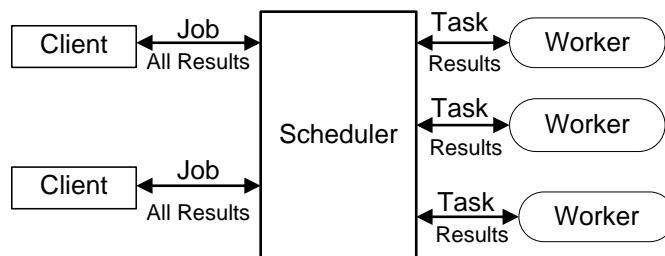 Client
Job
All Results
Client
Job
All Results
Scheduler
Task
Results
Worker
Task
Results
Worker
Task
Results
Worker